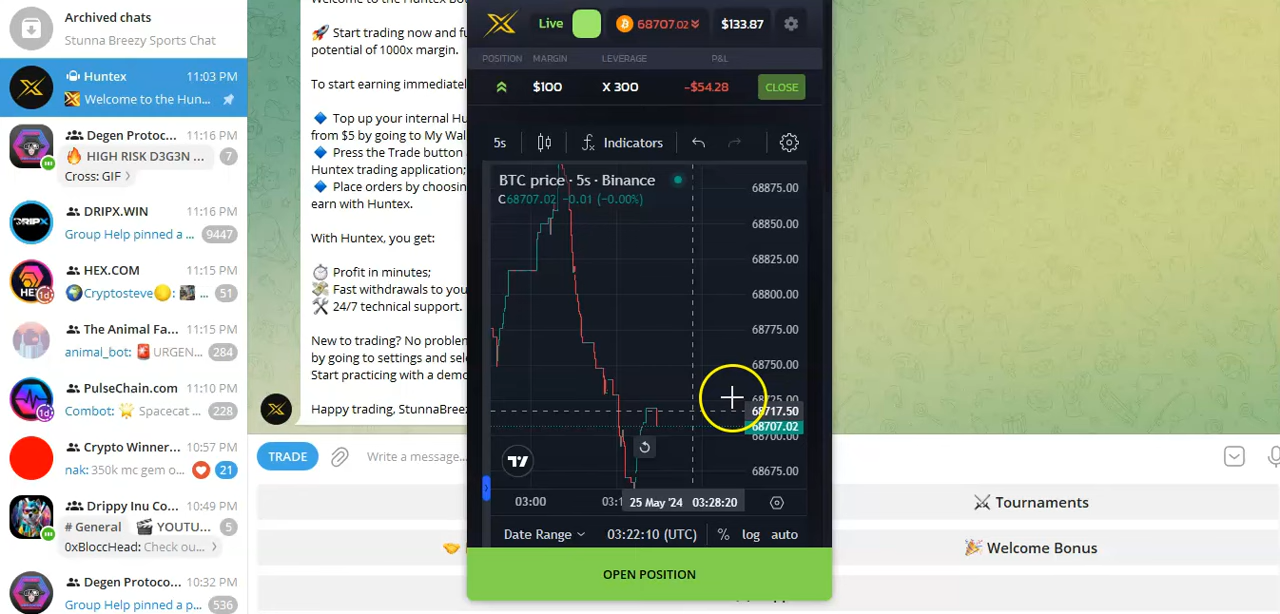 Archived chats
Stunna Breezy Sports Chat
Huntex 11:03 PM
Welcome to the Hun...
Degen Protoc... 11:16 PM
🔥 HIGH RISK D3G3N ... 7
Cross: GIF >
DRIPX.WIN 11:16 PM
Group Help pinned a ... 9447
HEX.COM 11:15 PM
Cryptosteve : ... 51
The Animal Fa... 11:15 PM
animal_bot: 🚨 URGEN... 284
PulseChain.com 11:10 PM
Combot: Spacecat ... 228
Crypto Winner... 10:57 PM
nak: 350k mc gem o... 21
Drippy Inu Co... 10:49 PM
# General 🎬 YOUTU... 5
0xBloccHead: Check ou... >
Degen Protoco... 10:32 PM
Group Help pinned a p... 536
🚀 Start trading now and fu
potential of 1000x margin.
To start earning immediatel
🔷 Top up your internal Hu
from $5 by going to My Wal
🔷 Press the Trade button
Huntex trading application;
🔷 Place orders by choosin
earn with Huntex.
With Huntex, you get:
⏱ Profit in minutes;
💸 Fast withdrawals to you
🛠 24/7 technical support.
New to trading? No problem
by going to settings and sele
Start practicing with a demo
Happy trading, StunnaBree
TRADE
Write a message...
Live 68707.02 $133.87
POSITION MARGIN LEVERAGE P&L
$100 X 300 -$54.28 CLOSE
5s Indicators
BTC price · 5s · Binance
C68707.02 -0.01 (-0.00%)
68875.00
68850.00
68825.00
68800.00
68775.00
68750.00
68725.00
68717.50
68707.02
68700.00
68675.00
03:00 03:1 25 May '24 03:28:20
Date Range 03:22:10 (UTC) % log auto
OPEN POSITION
⚔ Tournaments
🎉 Welcome Bonus